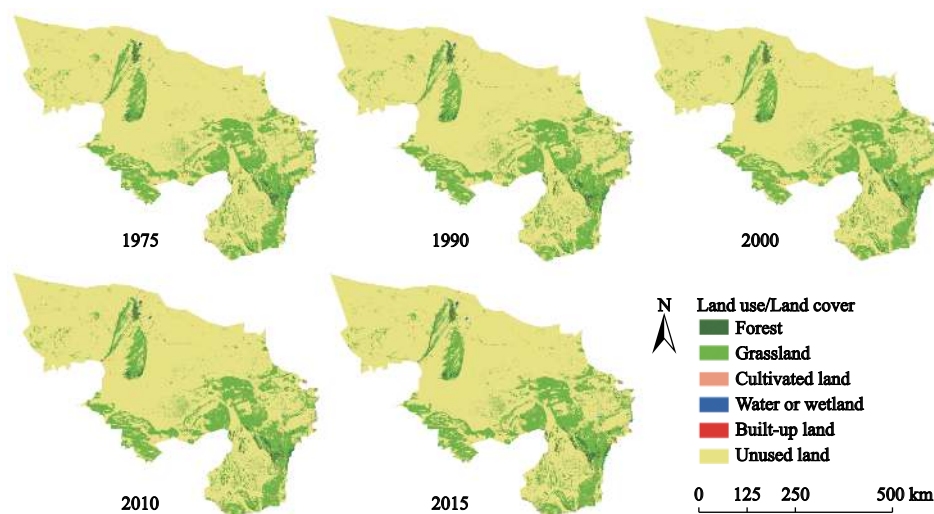 1975
1990
2000
2010
2015
N
Land use/Land cover
Forest
Grassland
Cultivated land
Water or wetland
Built-up land
Unused land
0 125 250 500 km